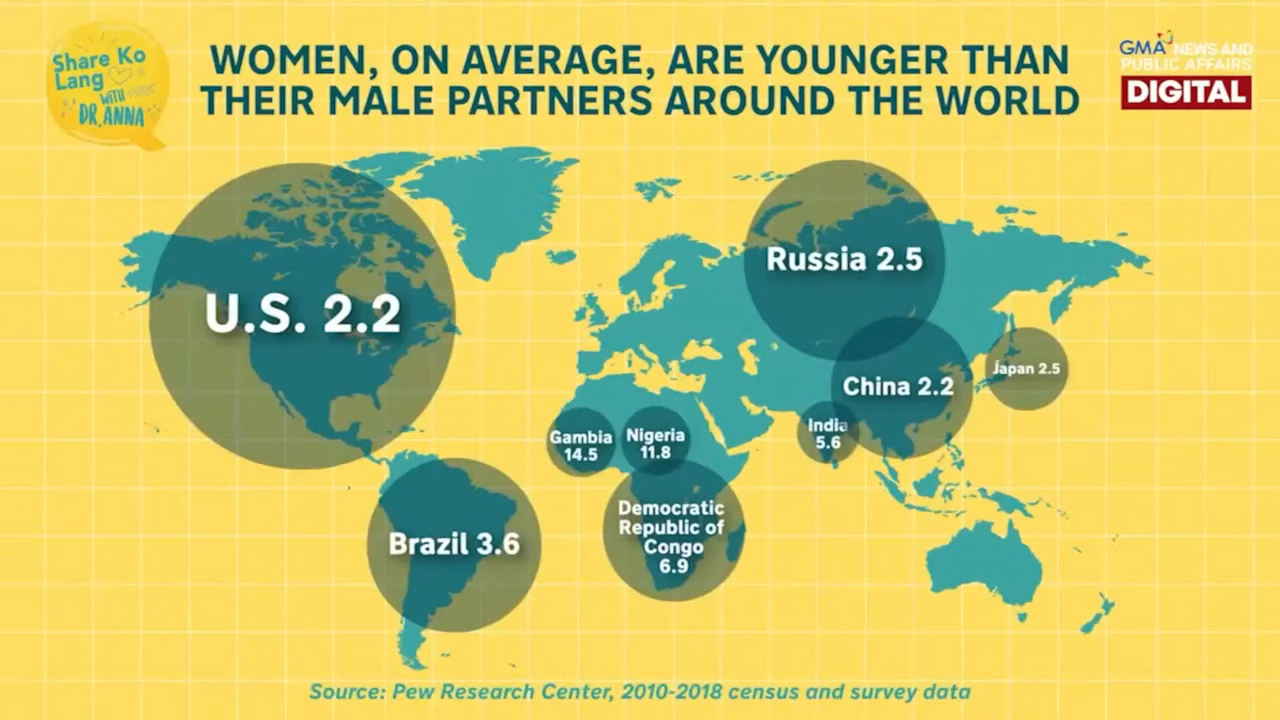 Share Ko
Lang
WITH
DR. ANNA
WOMEN, ON AVERAGE, ARE YOUNGER THAN
THEIR MALE PARTNERS AROUND THE WORLD
GMA NEWS AND
PUBLIC AFFAIRS
DIGITAL
U.S. 2.2
Russia 2.5
China 2.2
Japan 2.5
India
5.6
Gambia
14.5
Nigeria
11.8
Democratic
Republic of
Congo
6.9
Brazil 3.6
Source: Pew Research Center, 2010-2018 census and survey data